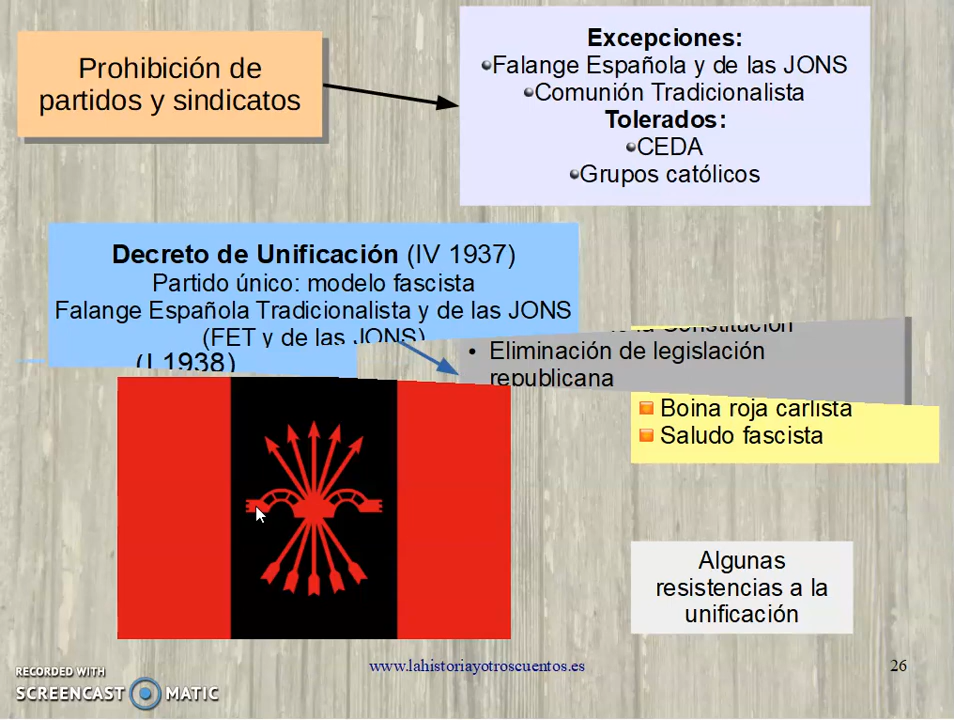 Prohibición de
partidos y sindicatos
Excepciones:
Falange Española y de las JONS
Comunión Tradicionalista
Tolerados:
CEDA
Grupos católicos
Decreto de Unificación (IV 1937)
Partido único: modelo fascista
Falange Española Tradicionalista y de las JONS
(FET y de las JONS)
(I 1938)
la Constitución
• Eliminación de legislación
republicana
Boina roja carlista
Saludo fascista
Algunas
resistencias a la
unificación
www.lahistoriayotroscuentos.es
26
RECORDED WITH
SCREENCAST MATIC